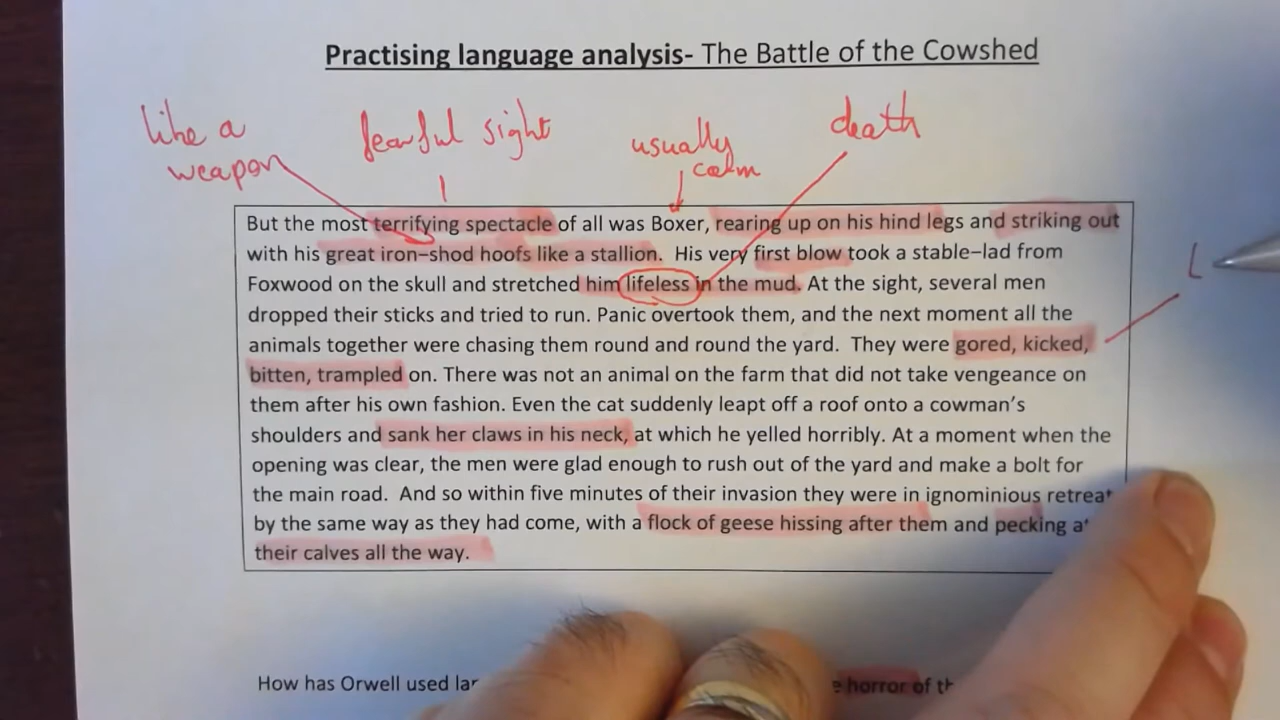 Practising language analysis- The Battle of the Cowshed
like a
weapon
fearful sight
usually
calm
death
But the most terrifying spectacle of all was Boxer, rearing up on his hind legs and striking out
with his great iron–shod hoofs like a stallion. His very first blow took a stable–lad from
Foxwood on the skull and stretched him lifeless in the mud. At the sight, several men
dropped their sticks and tried to run. Panic overtook them, and the next moment all the
animals together were chasing them round and round the yard. They were gored, kicked,
bitten, trampled on. There was not an animal on the farm that did not take vengeance on
them after his own fashion. Even the cat suddenly leapt off a roof onto a cowman's
shoulders and sank her claws in his neck, at which he yelled horribly. At a moment when the
opening was clear, the men were glad enough to rush out of the yard and make a bolt for
the main road. And so within five minutes of their invasion they were in ignominious retreat
by the same way as they had come, with a flock of geese hissing after them and pecking at
their calves all the way.
How has Orwell used horror of